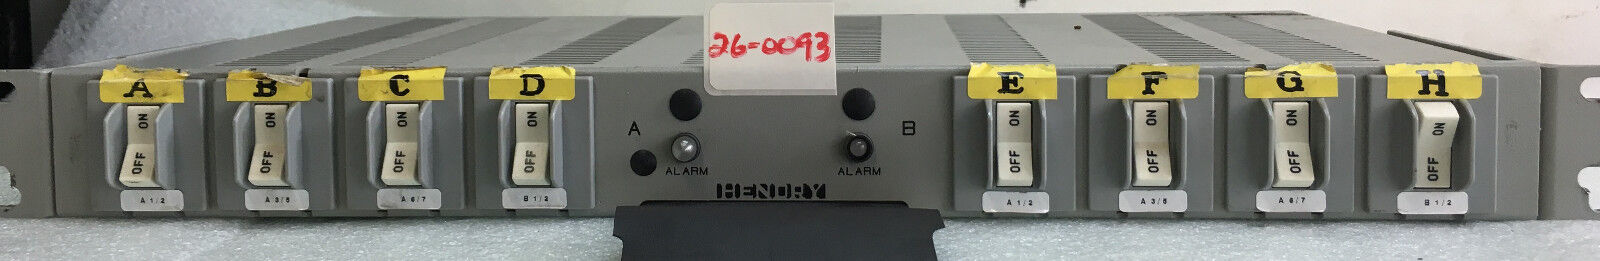 26-0093
A B C D E F G H
ON ON ON ON ON ON ON ON
OFF OFF OFF OFF OFF OFF OFF OFF
A B
ALARM ALARM
HENDRY
A 1/2 A 3/5 A 6/7 B 1/2 A 1/2 A 3/5 A 6/7 B 1/2